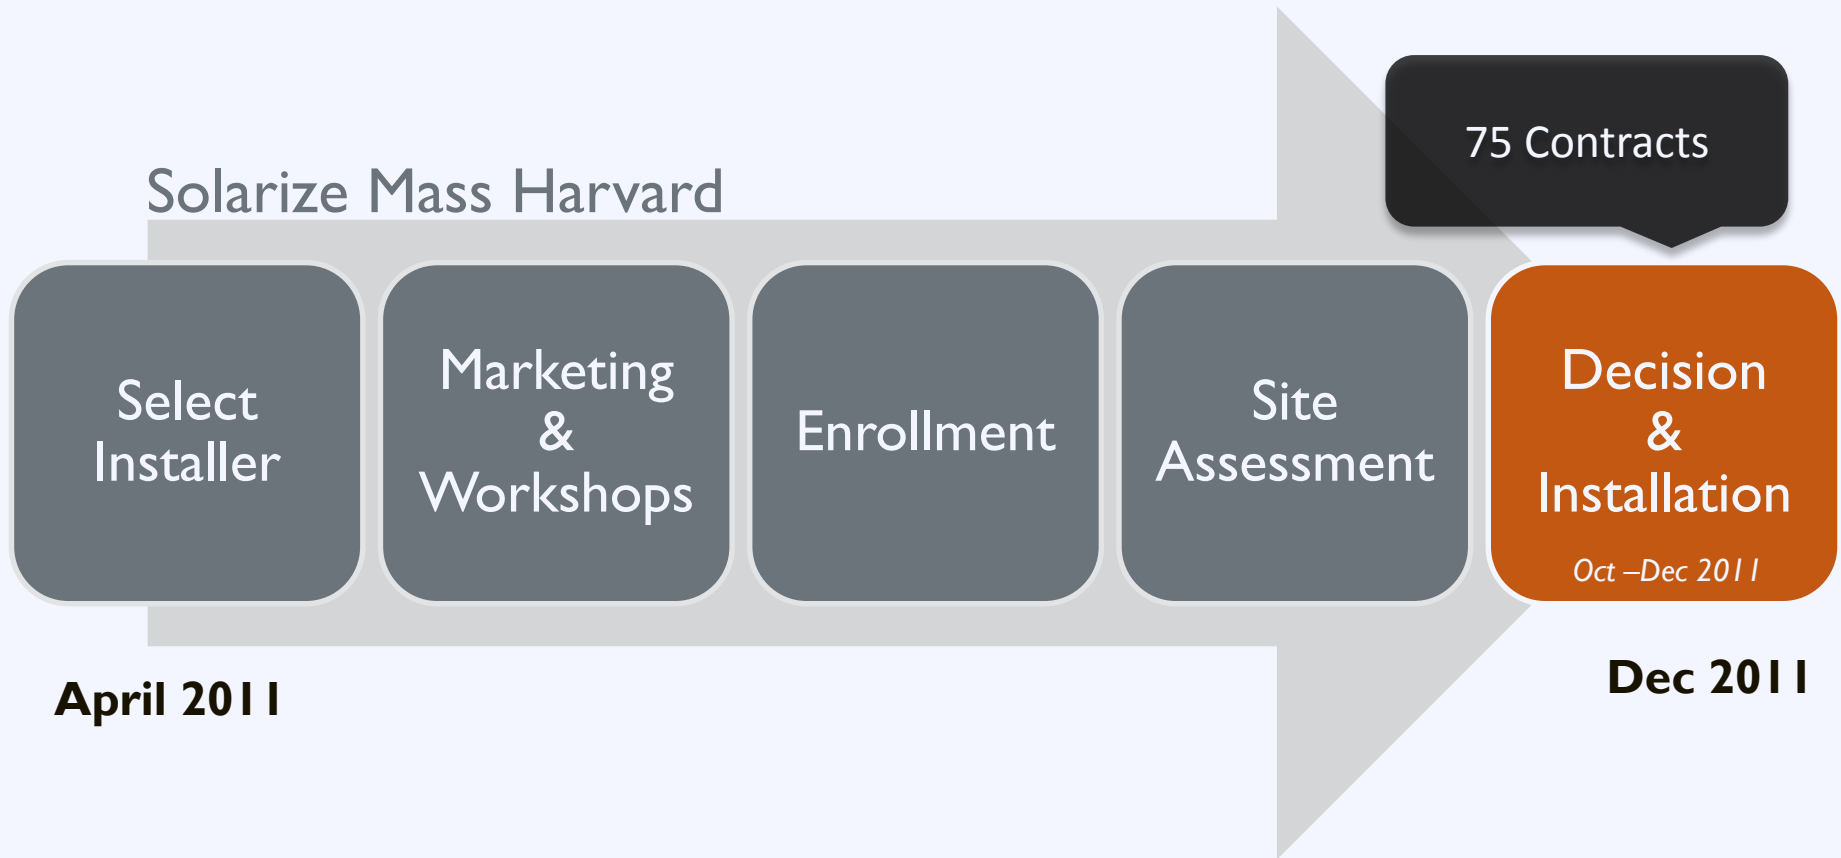 75 Contracts
Solarize Mass Harvard
Select
Installer
Marketing
&
Workshops
Enrollment
Site
Assessment
Decision
&
Installation
Oct –Dec 2011
April 2011
Dec 2011